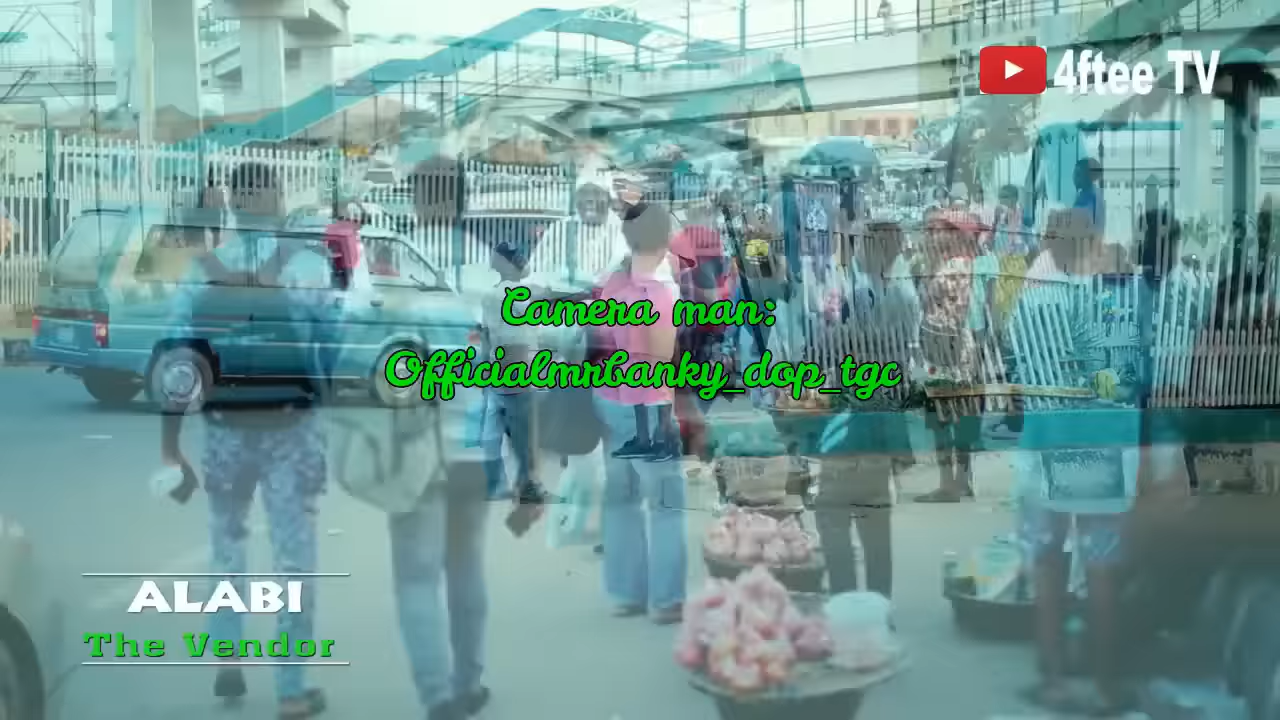 4ftee TV
Camera man:
Officialmrbanky_dop_tgc
ALABI
The Vendor